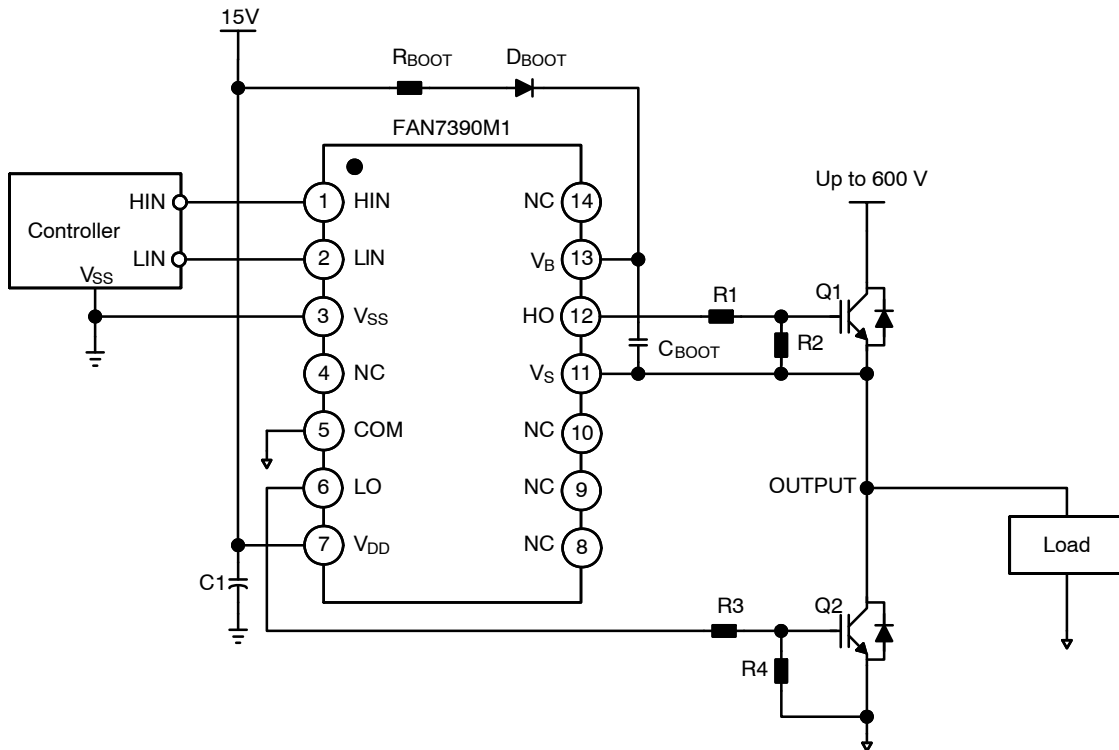 15V
RBOOT
DBOOT
FAN7390M1
Up to 600 V
Controller
HIN
LIN
VSS
1
HIN
2
LIN
3
VSS
4
NC
5
COM
6
LO
7
VDD
NC
14
VB
13
HO
12
VS
11
NC
10
NC
9
NC
8
CBOOT
R1
R2
Q1
OUTPUT
Load
C1
R3
R4
Q2